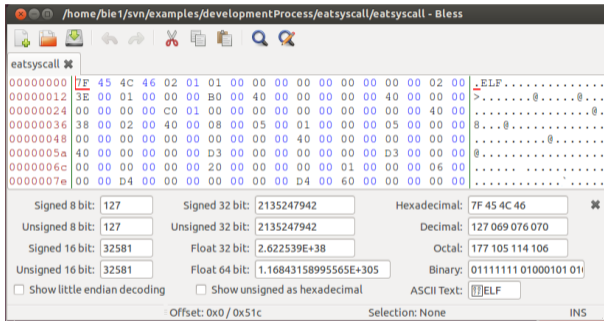 /home/bie1/svn/examples/developmentProcess/eatsyscall/eatsyscall - Bless
eatsyscall
00000000 7F 45 4C 46 02 01 01 00 00 00 00 00 00 00 00 00 02 00 .ELF..............
00000012 3E 00 01 00 00 00 B0 00 40 00 00 00 00 00 40 00 00 00 >.......@.....@...
00000024 00 00 00 00 C0 01 00 00 00 00 00 00 00 00 00 00 40 00 ................@.
00000036 38 00 02 00 40 00 08 00 05 00 01 00 00 00 05 00 00 00 8...@.............
00000048 00 00 00 00 00 00 00 00 00 00 40 00 00 00 00 00 00 00 ..........@.......
0000005a 40 00 00 00 00 00 D3 00 00 00 00 00 00 00 D3 00 00 00 @.................
0000006c 00 00 00 00 00 00 20 00 00 00 00 00 01 00 00 00 06 00 ...... ...........
0000007e 00 00 D4 00 00 00 00 00 00 00 D4 00 60 00 00 00 00 00 ............`.....
Signed 8 bit: 127 Signed 32 bit: 2135247942 Hexadecimal: 7F 45 4C 46
Unsigned 8 bit: 127 Unsigned 32 bit: 2135247942 Decimal: 127 069 076 070
Signed 16 bit: 32581 Float 32 bit: 2.622539E+38 Octal: 177 105 114 106
Unsigned 16 bit: 32581 Float 64 bit: 1.16843158995565E+305 Binary: 01111111 01000101 01
Show little endian decoding Show unsigned as hexadecimal ASCII Text: ELF
Offset: 0x0 / 0x51c Selection: None INS